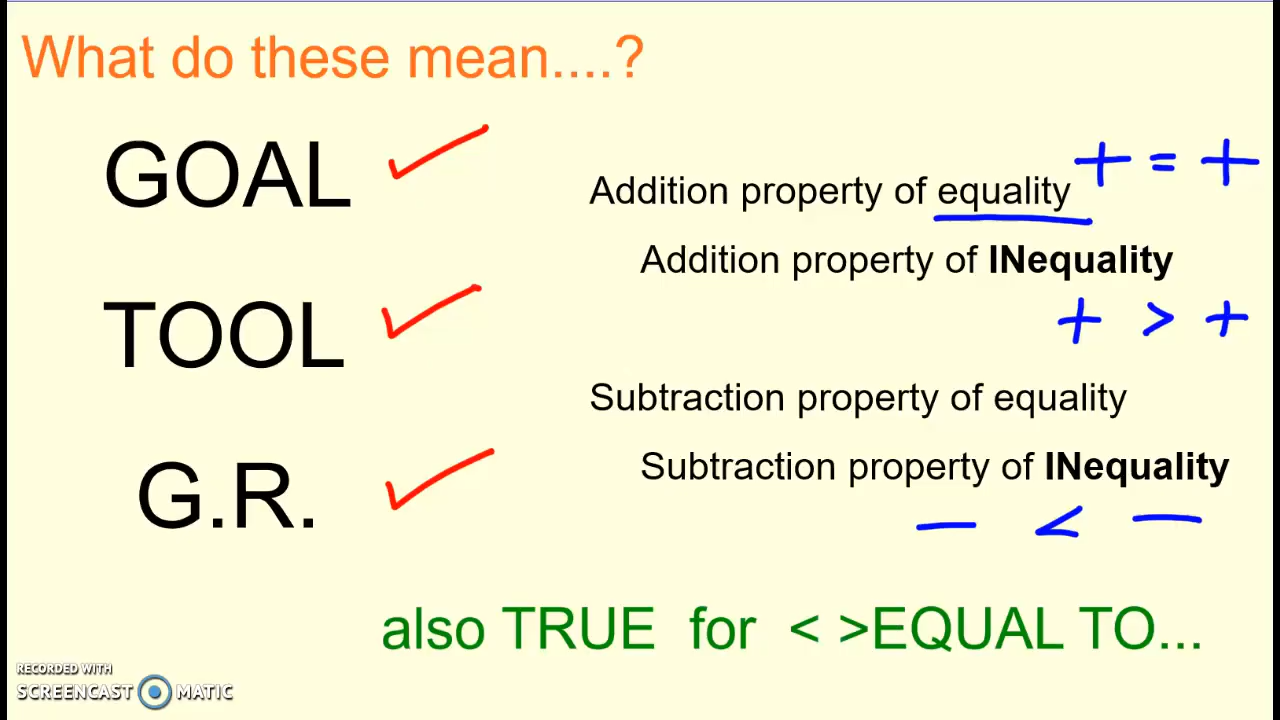 What do these mean....?
GOAL
TOOL
G.R.
Addition property of equality
+ = +
Addition property of INequality
+ > +
Subtraction property of equality
Subtraction property of INequality
− < −
also TRUE for < >EQUAL TO...
RECORDED WITH
SCREENCAST MATIC